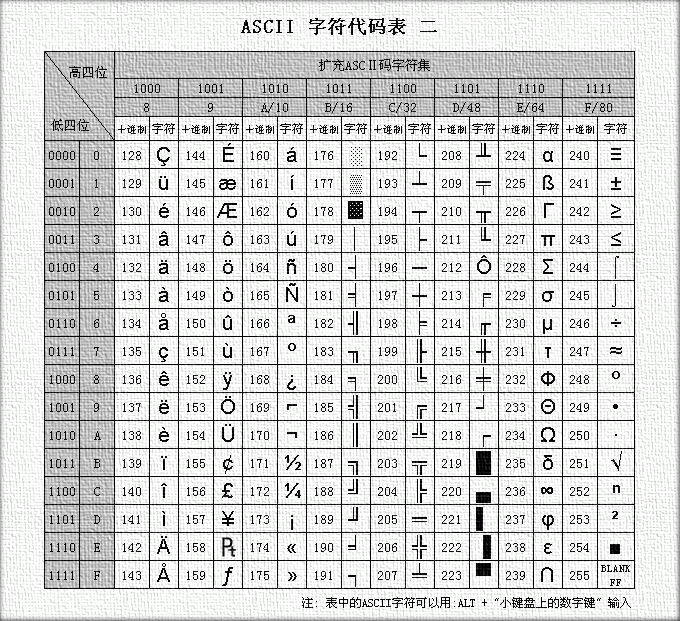 ASCII 字符代码表 二
高四位
低四位
扩充ASCⅡ码字符集
1000 1001 1010 1011 1100 1101 1110 1111
8 9 A/10 B/16 C/32 D/48 E/64 F/80
十进制 字符 十进制 字符 十进制 字符 十进制 字符 十进制 字符 十进制 字符 十进制 字符 十进制 字符
0000 0 128 Ç 144 É 160 á 176 ░ 192 └ 208 ╨ 224 α 240 ≡
0001 1 129 ü 145 æ 161 í 177 ▒ 193 ┴ 209 ╤ 225 ß 241 ±
0010 2 130 é 146 Æ 162 ó 178 ▓ 194 ┬ 210 ╥ 226 Γ 242 ≥
0011 3 131 â 147 ô 163 ú 179 │ 195 ├ 211 ╙ 227 π 243 ≤
0100 4 132 ä 148 ö 164 ñ 180 ┤ 196 ─ 212 Ô 228 Σ 244 ⌠
0101 5 133 à 149 ò 165 Ñ 181 ╡ 197 ┼ 213 ╒ 229 σ 245 ⌡
0110 6 134 å 150 û 166 ª 182 ╢ 198 ╞ 214 ╓ 230 µ 246 ÷
0111 7 135 ç 151 ù 167 º 183 ╖ 199 ╟ 215 ╫ 231 τ 247 ≈
1000 8 136 ê 152 ÿ 168 ¿ 184 ╕ 200 ╚ 216 ╪ 232 Φ 248 °
1001 9 137 ë 153 Ö 169 ⌐ 185 ╣ 201 ╔ 217 ┘ 233 Θ 249 •
1010 A 138 è 154 Ü 170 ¬ 186 ║ 202 ╩ 218 ┌ 234 Ω 250 ·
1011 B 139 ï 155 ¢ 171 ½ 187 ╗ 203 ╦ 219 █ 235 δ 251 √
1100 C 140 î 156 £ 172 ¼ 188 ╝ 204 ╠ 220 ▄ 236 ∞ 252 ⁿ
1101 D 141 ì 157 ¥ 173 ¡ 189 ╜ 205 ═ 221 ▌ 237 φ 253 ²
1110 E 142 Ä 158 ₧ 174 « 190 ╛ 206 ╬ 222 ▐ 238 ε 254 ■
1111 F 143 Å 159 ƒ 175 » 191 ┐ 207 ╧ 223 ▀ 239 ∩ 255 BLANK FF
注: 表中的ASCII字符可以用:ALT + "小键盘上的数字键" 输入